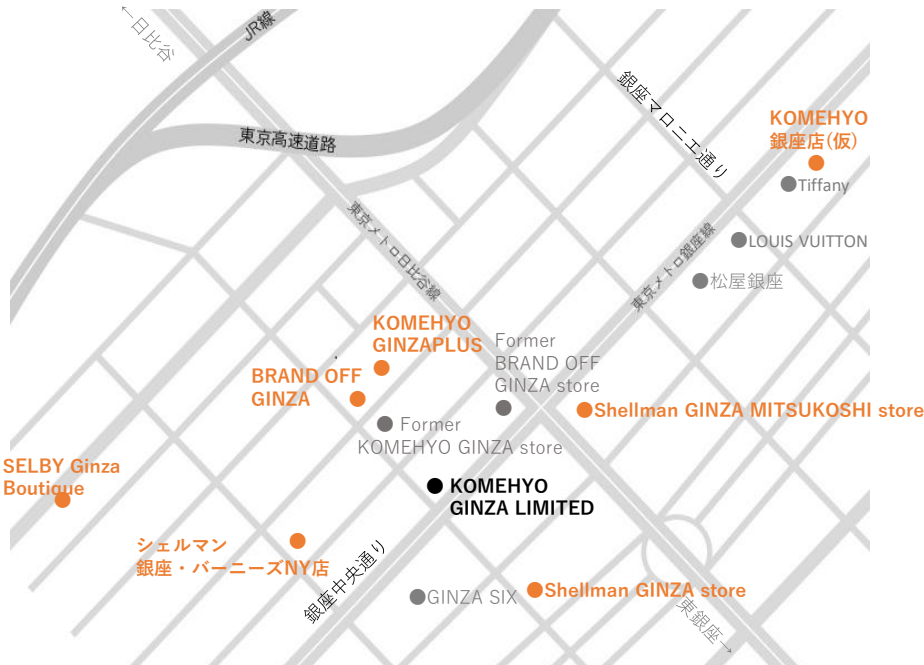 ←日比谷
JR線
東京高速道路
銀座マロニエ通り
KOMEHYO
銀座店(仮)
Tiffany
東京メトロ日比谷線
東京メトロ銀座線
LOUIS VUITTON
松屋銀座
KOMEHYO
GINZAPLUS
Former
BRAND OFF
GINZA store
BRAND OFF
GINZA
Shellman GINZA MITSUKOSHI store
Former
KOMEHYO GINZA store
SELBY Ginza
Boutique
KOMEHYO
GINZA LIMITED
シェルマン
銀座・バーニーズNY店
銀座中央通り
GINZA SIX
Shellman GINZA store
東銀座→